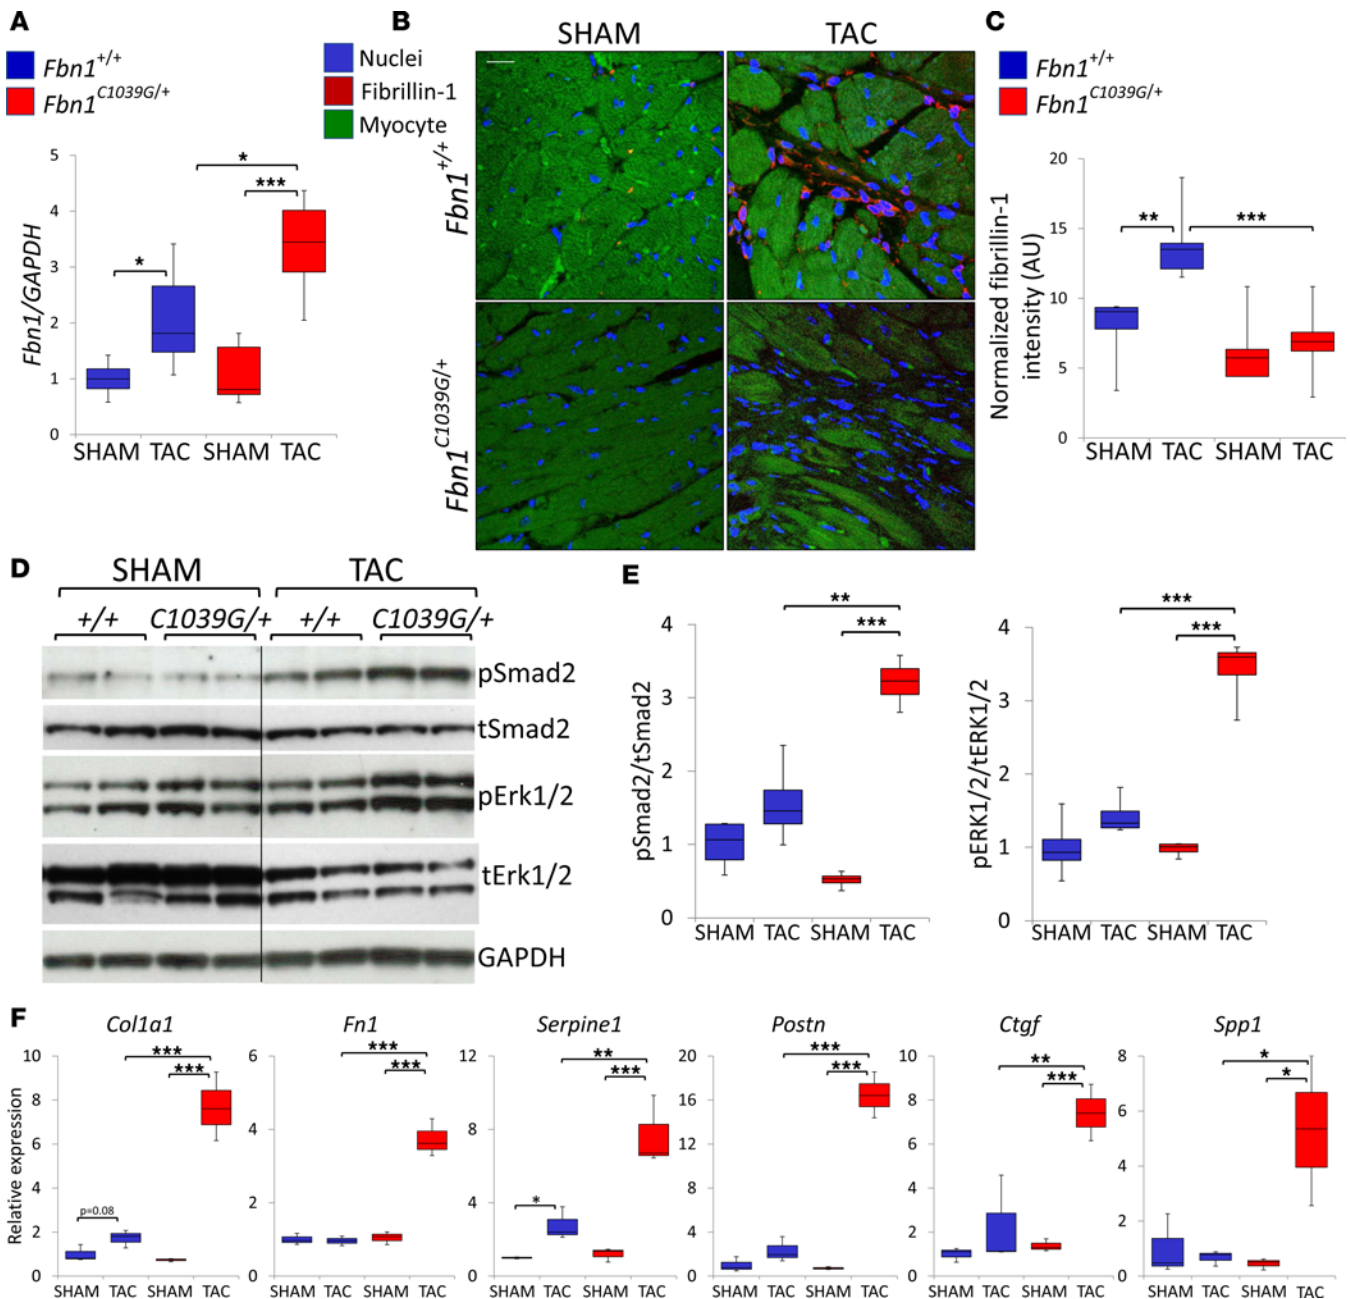 A
Fbn1+/+
Fbn1C1039G/+
Fbn1/GAPDH
5
4
3
2
1
0
*
***
*
SHAM TAC SHAM TAC
B
Nuclei
Fibrillin-1
Myocyte
SHAM TAC
Fbn1+/+
Fbn1C1039G/+
C
Fbn1+/+
Fbn1C1039G/+
Normalized fibrillin-1
intensity (AU)
20
15
10
5
0
** ***
SHAM TAC SHAM TAC
D
SHAM TAC
+/+ C1039G/+ +/+ C1039G/+
pSmad2
tSmad2
pErk1/2
tErk1/2
GAPDH
E
pSmad2/tSmad2
4
3
2
1
0
**
***
SHAM TAC SHAM TAC
pERK1/2/tERK1/2
4
3
2
1
0
***
***
SHAM TAC SHAM TAC
F
Relative expression
Col1a1
10
8
6
4
2
0
***
***
p=0.08
SHAM TAC SHAM TAC
Fn1
6
4
2
0
***
***
SHAM TAC SHAM TAC
Serpine1
12
8
4
0
**
***
*
SHAM TAC SHAM TAC
Postn
20
16
12
8
4
0
***
***
SHAM TAC SHAM TAC
Ctgf
10
8
6
4
2
0
**
***
SHAM TAC SHAM TAC
Spp1
8
6
4
2
0
*
*
SHAM TAC SHAM TAC